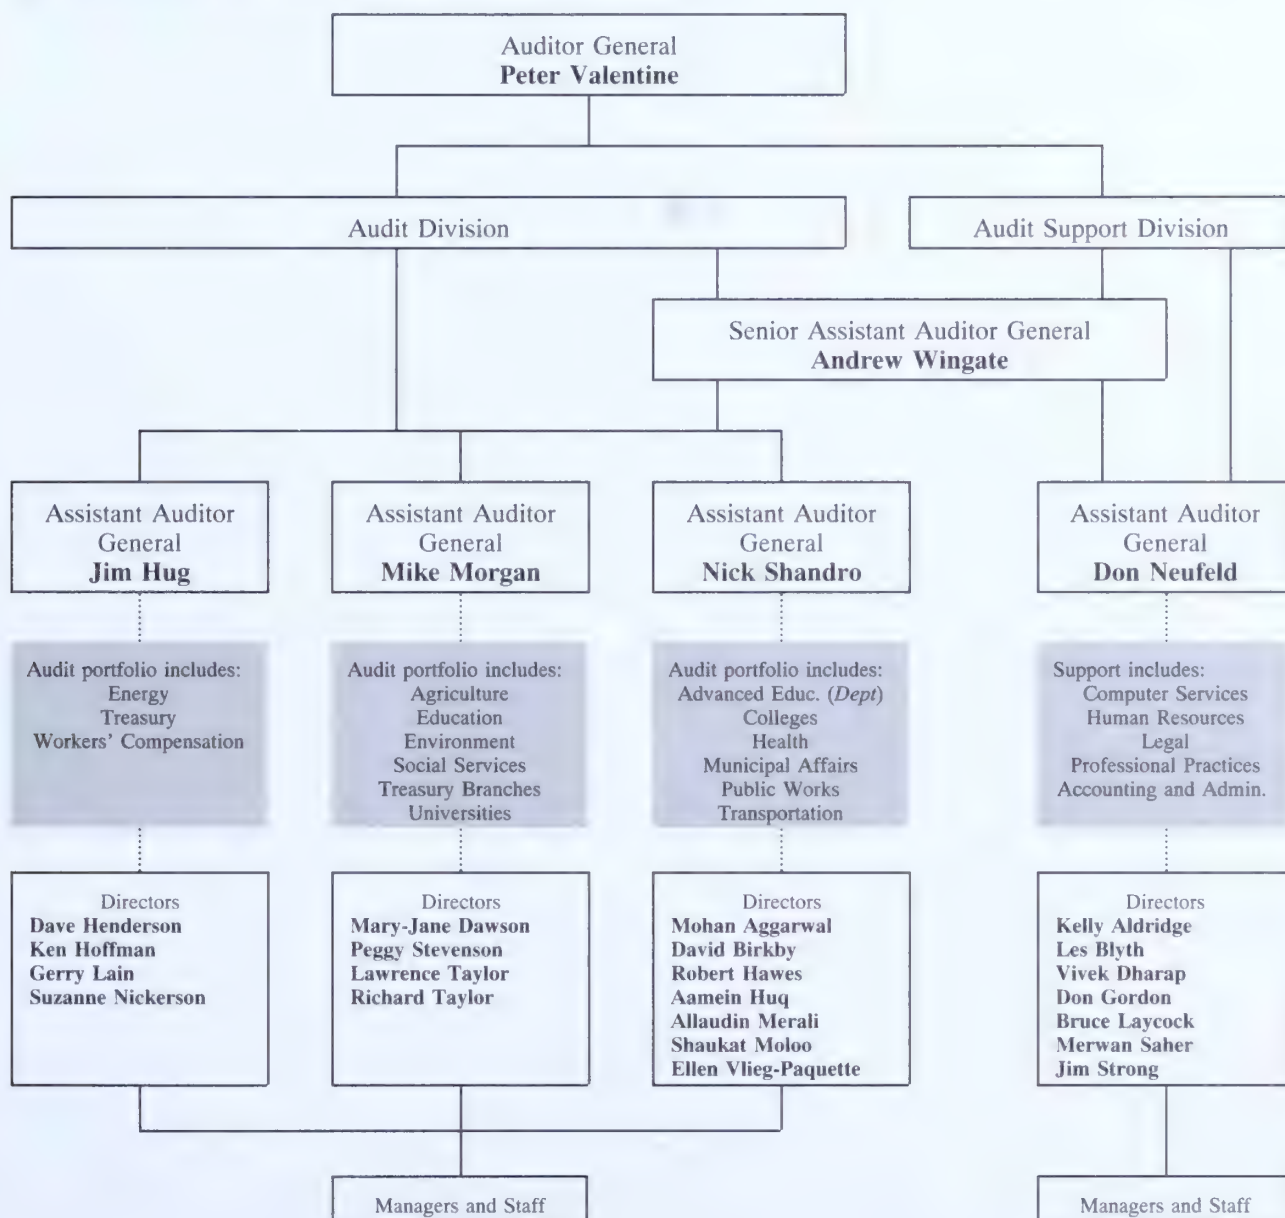 Auditor General
Peter Valentine
Audit Division
Audit Support Division
Senior Assistant Auditor General
Andrew Wingate
Assistant Auditor
General
Jim Hug
Assistant Auditor
General
Mike Morgan
Assistant Auditor
General
Nick Shandro
Assistant Auditor
General
Don Neufeld
Audit portfolio includes:
Energy
Treasury
Workers' Compensation
Audit portfolio includes:
Agriculture
Education
Environment
Social Services
Treasury Branches
Universities
Audit portfolio includes:
Advanced Educ. (Dept)
Colleges
Health
Municipal Affairs
Public Works
Transportation
Support includes:
Computer Services
Human Resources
Legal
Professional Practices
Accounting and Admin.
Directors
Dave Henderson
Ken Hoffman
Gerry Lain
Suzanne Nickerson
Directors
Mary-Jane Dawson
Peggy Stevenson
Lawrence Taylor
Richard Taylor
Directors
Mohan Aggarwal
David Birkby
Robert Hawes
Aamein Huq
Allaudin Merali
Shaukat Moloo
Ellen Vlieg-Paquette
Directors
Kelly Aldridge
Les Blyth
Vivek Dharap
Don Gordon
Bruce Laycock
Merwan Saher
Jim Strong
Managers and Staff
Managers and Staff